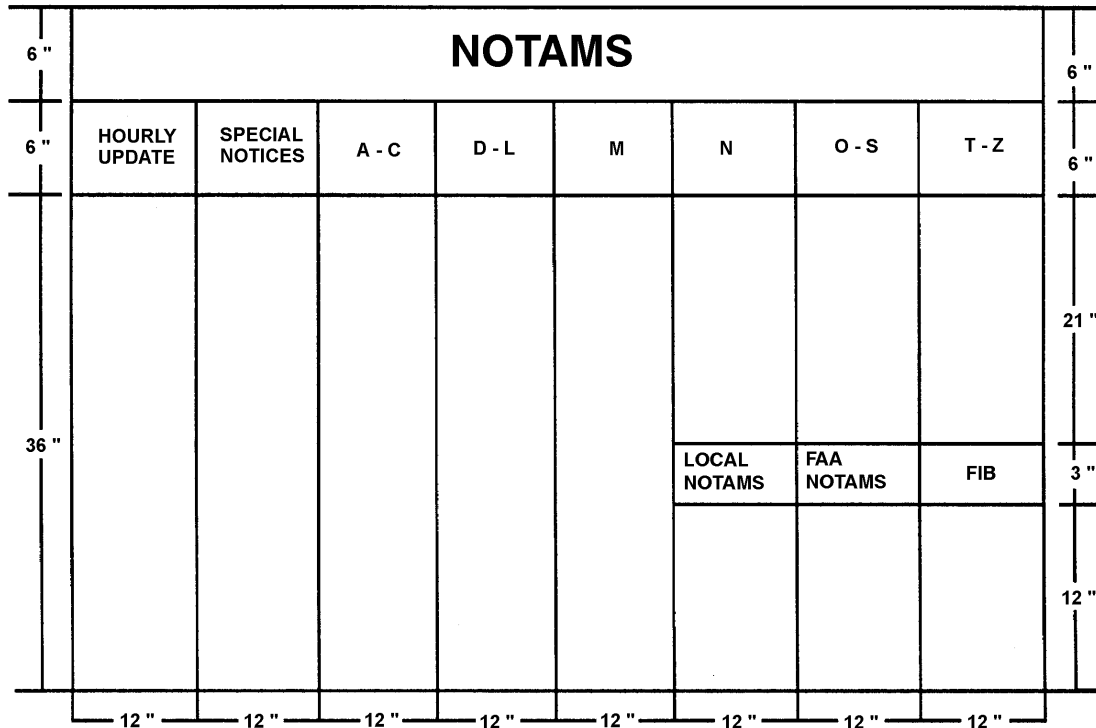 NOTAMS
6 "
6 "
6 "
HOURLY
UPDATE
SPECIAL
NOTICES
A - C
D - L
M
N
O - S
T - Z
6 "
36 "
21 "
LOCAL
NOTAMS
FAA
NOTAMS
FIB
3 "
12 "
12 "
12 "
12 "
12 "
12 "
12 "
12 "
12 "